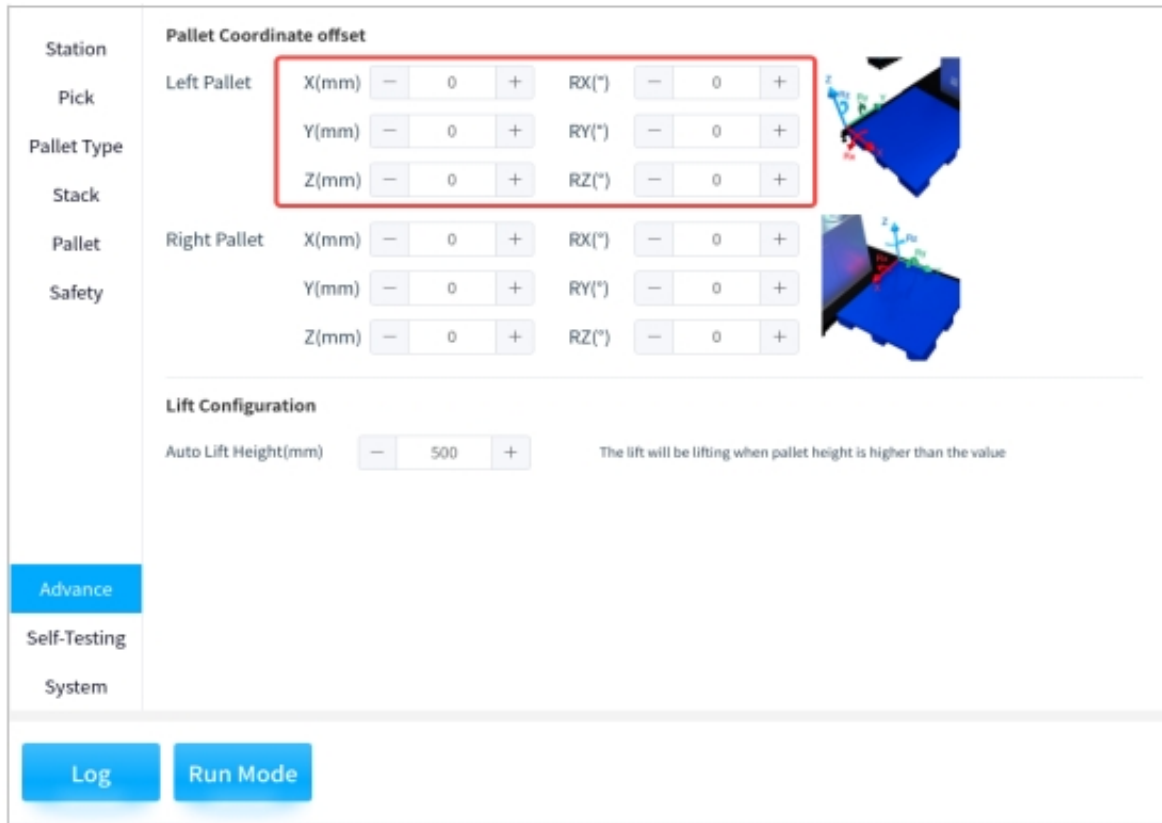 Station
Pick
Pallet Type
Stack
Pallet
Safety
Advance
Self-Testing
System
Pallet Coordinate offset
Left Pallet X(mm) — 0 + RX(°) — 0 +
Y(mm) — 0 + RY(°) — 0 +
Z(mm) — 0 + RZ(°) — 0 +
Right Pallet X(mm) — 0 + RX(°) — 0 +
Y(mm) — 0 + RY(°) — 0 +
Z(mm) — 0 + RZ(°) — 0 +
Lift Configuration
Auto Lift Height(mm) — 500 + The lift will be lifting when pallet height is higher than the value
Log Run Mode